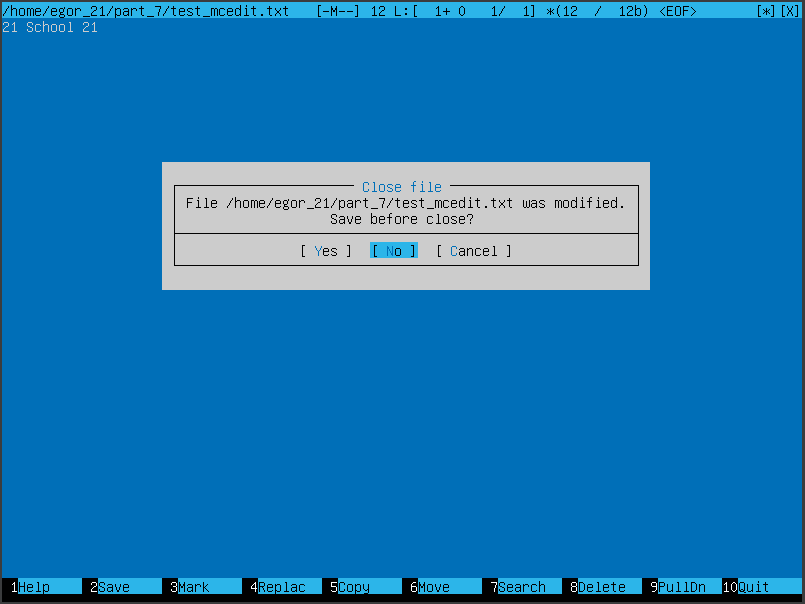 /home/egor_21/part_7/test_mcedit.txt [-M--] 12 L:[ 1+ 0 1/ 1] *(12 / 12b) <EOF> [*][X]
21 School 21
Close file
File /home/egor_21/part_7/test_mcedit.txt was modified.
Save before close?
[ Yes ] [ No ] [ Cancel ]
1Help 2Save 3Mark 4Replac 5Copy 6Move 7Search 8Delete 9PullDn 10Quit